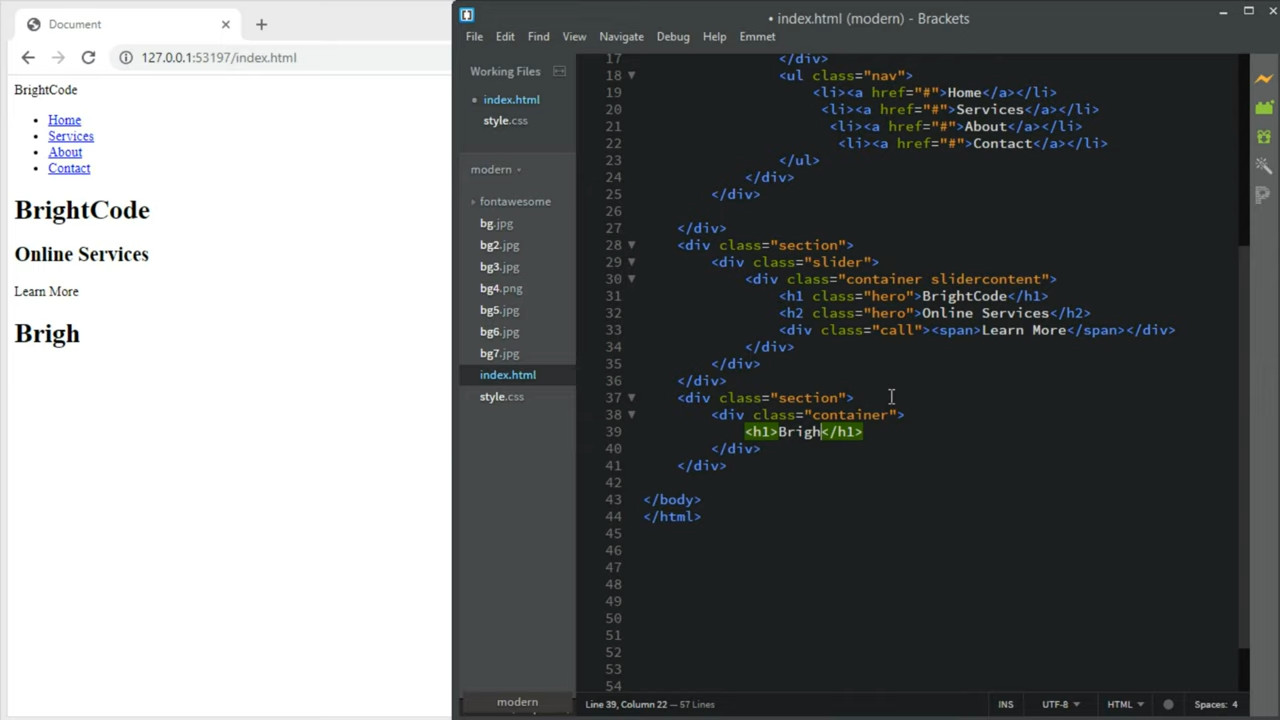 Document
127.0.0.1:53197/index.html
BrightCode
Home
Services
About
Contact
BrightCode
Online Services
Learn More
Brigh
• index.html (modern) - Brackets
File Edit Find View Navigate Debug Help Emmet
Working Files
index.html
style.css
modern
fontawesome
bg.jpg
bg2.jpg
bg3.jpg
bg4.png
bg5.jpg
bg6.jpg
bg7.jpg
index.html
style.css
modern
17 </div>
18 <ul class="nav">
19 <li><a href="#">Home</a></li>
20 <li><a href="#">Services</a></li>
21 <li><a href="#">About</a></li>
22 <li><a href="#">Contact</a></li>
23 </ul>
24 </div>
25 </div>
26
27 </div>
28 <div class="section">
29 <div class="slider">
30 <div class="container slidercontent">
31 <h1 class="hero">BrightCode</h1>
32 <h2 class="hero">Online Services</h2>
33 <div class="call"><span>Learn More</span></div>
34 </div>
35 </div>
36 </div>
37 <div class="section">
38 <div class="container">
39 <h1>Brigh</h1>
40 </div>
41 </div>
42
43 </body>
44 </html>
45
46
47
48
49
50
51
52
53
54
Line 39, Column 22 — 57 Lines
INS UTF-8 HTML Spaces: 4